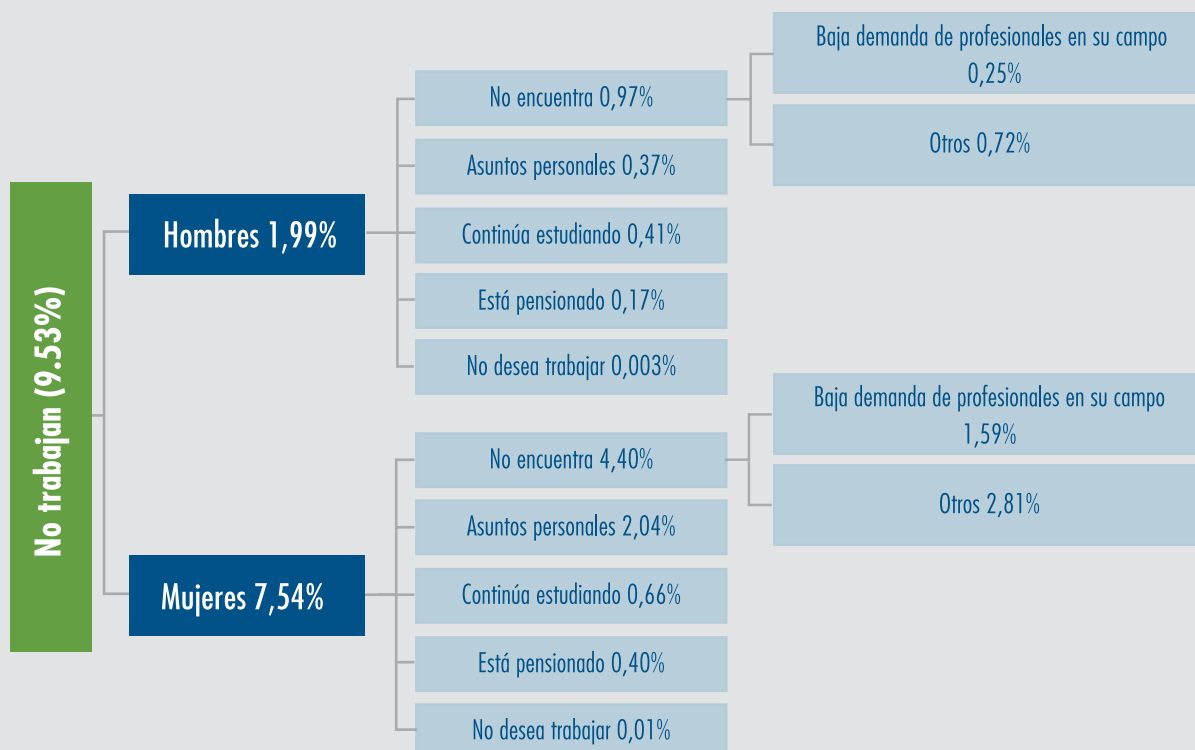 No trabajan (9.53%)
Hombres 1,99%
No encuentra 0,97%
Baja demanda de profesionales en su campo
0,25%
Otros 0,72%
Asuntos personales 0,37%
Continúa estudiando 0,41%
Está pensionado 0,17%
No desea trabajar 0,003%
Mujeres 7,54%
No encuentra 4,40%
Baja demanda de profesionales en su campo
1,59%
Otros 2,81%
Asuntos personales 2,04%
Continúa estudiando 0,66%
Está pensionado 0,40%
No desea trabajar 0,01%